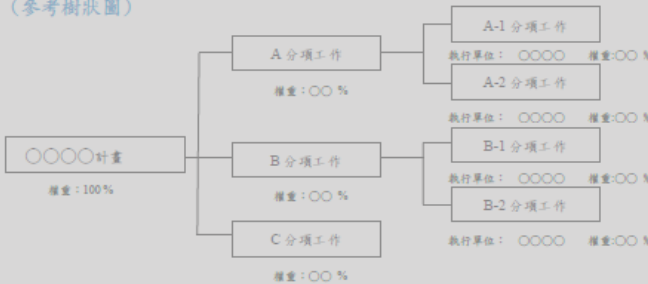 （參考樹狀圖）
○○○○計畫
權重：100%
A 分項工作
權重：○○ %
B 分項工作
權重：○○ %
C 分項工作
權重：○○ %
A-1 分項工作
執行單位： ○○○○ 權重:○○ %
A-2 分項工作
執行單位： ○○○○ 權重:○○ %
B-1 分項工作
執行單位： ○○○○ 權重:○○ %
B-2 分項工作
執行單位： ○○○○ 權重:○○ %